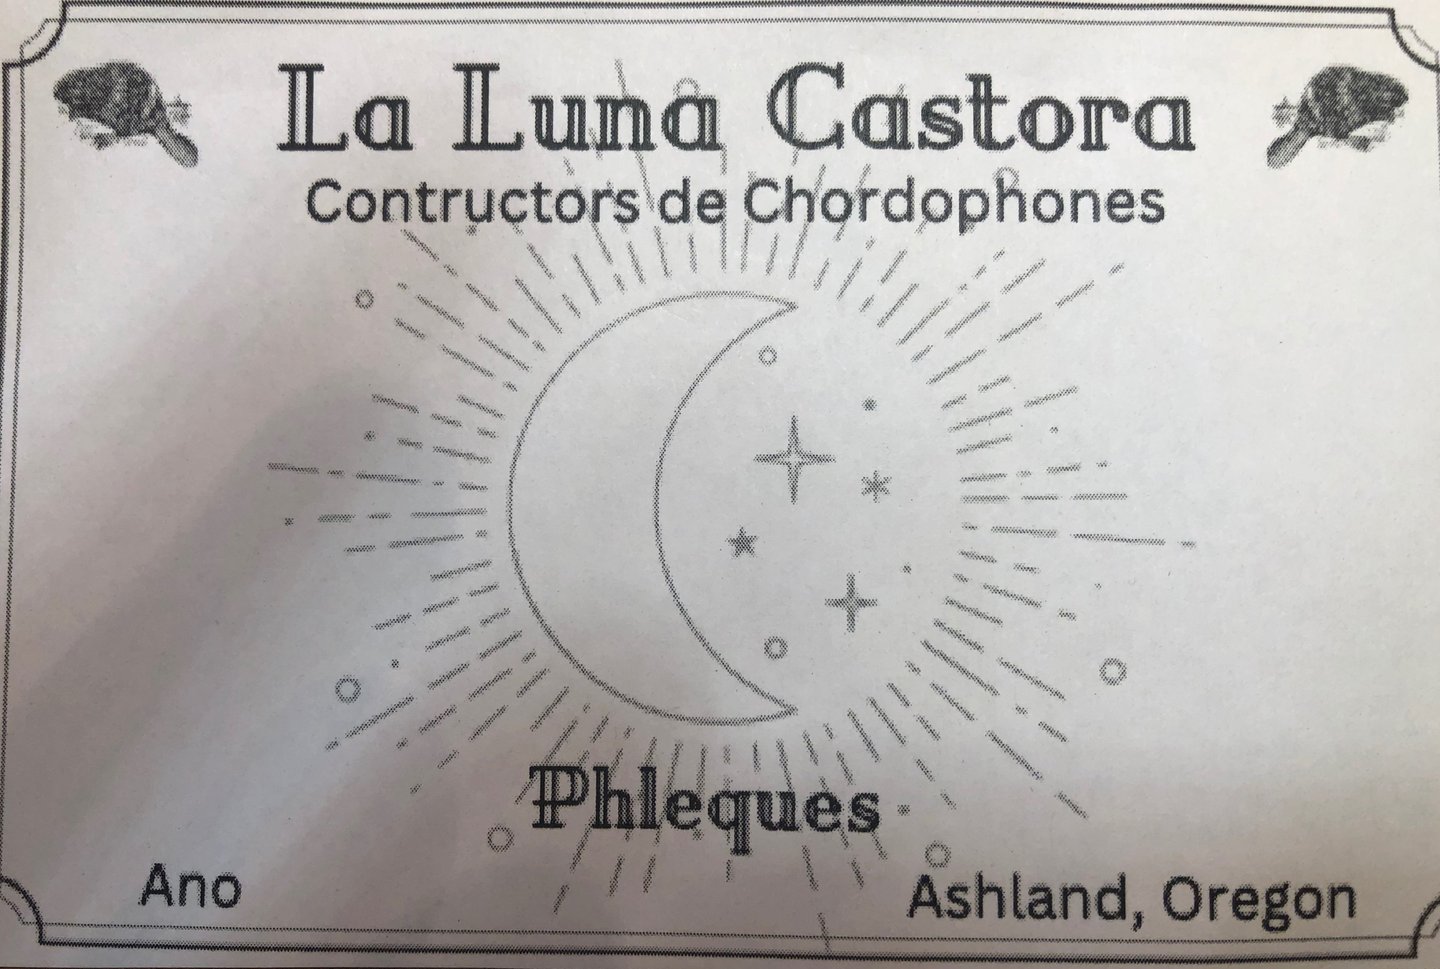 La Luna Castora
Contructors de Chordophones
Phleques
Ano
Ashland, Oregon